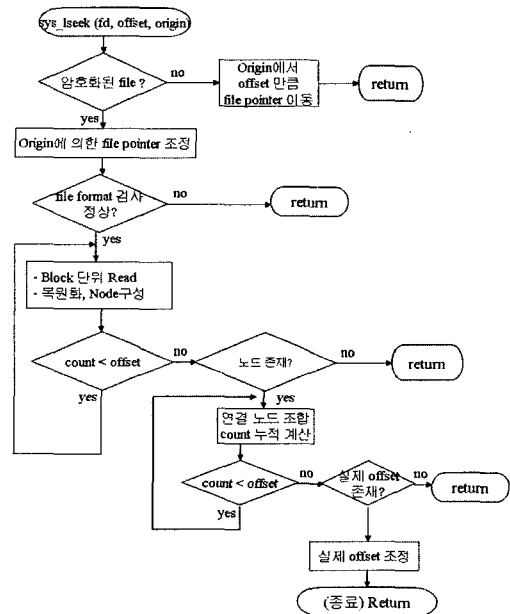 sys_lseek (fd, offset, origin)
암호화된 file ?
no
Origin에서
offset 만큼
file pointer 이동
return
yes
Origin에 의한 file pointer 조정
file format 검사
정상?
no
return
yes
- Block 단위 Read
- 복원화, Node구성
count < offset
no
노드 존재?
no
return
yes
yes
연결 노드 조합
count 누적 계산
count < offset
no
실제 offset
존재?
no
return
yes
실제 offset 조정
(종료) Return